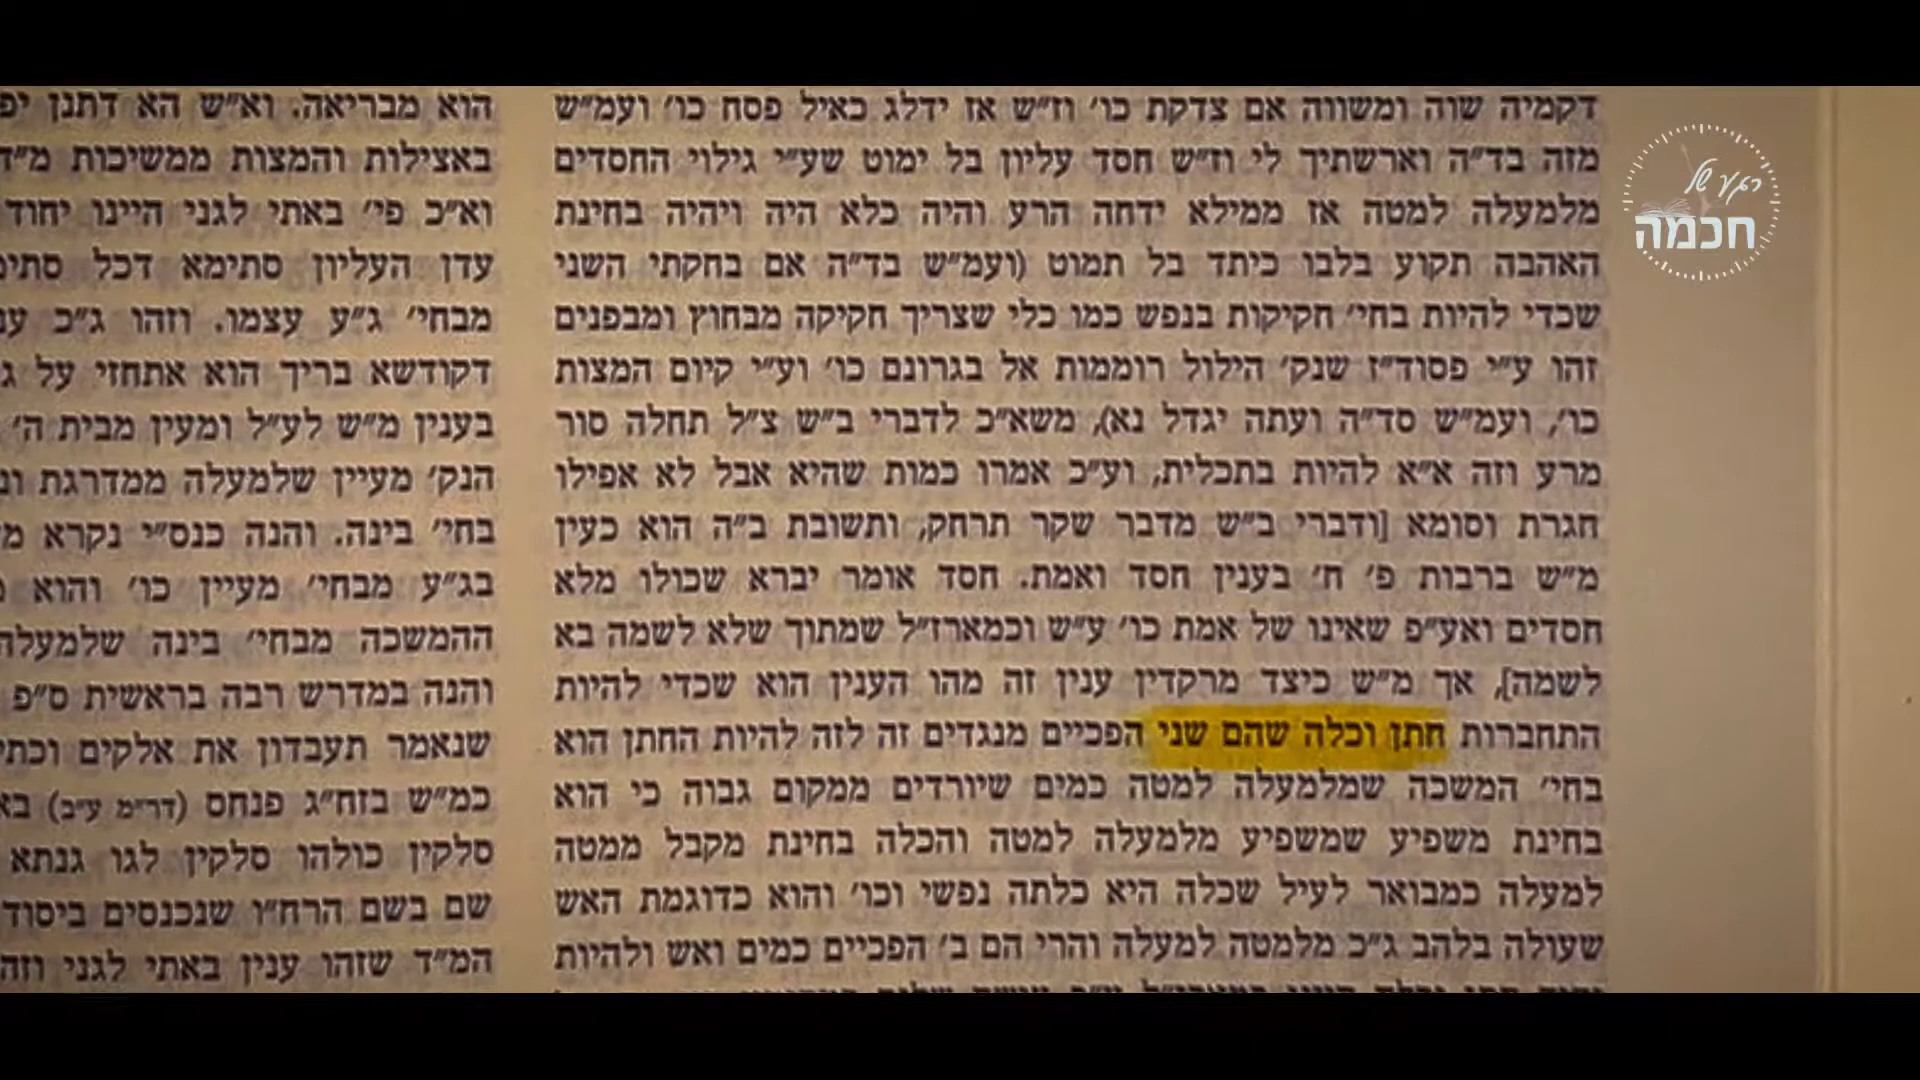 דקמיה שוה ומשווה אם צדקת כו׳ וז״ש אז ידלג כאיל פסח כו׳ ועמ״ש
מזה בד״ה וארשתיך לי וז״ש חסד עליון בל ימוט שע״י גילוי החסדים
מלמעלה למטה אז ממילא ידחה הרע והיה כלא היה ויהיה בחינת
האהבה תקוע בלבו כיתד בל תמוט (ועמ״ש בד״ה אם בחקתי השני
שכדי להיות בחי׳ חקיקות בנפש כמו כלי שצריך חקיקה מבחוץ ומבפנים
זהו ע״י פסוד״ז שנק׳ הילול רוממות אל בגרונם כו׳ וע״י קיום המצות
כו׳, ועמ״ש סד״ה ועתה יגדל נא), משא״כ לדברי ב״ש צ״ל תחלה סור
מרע וזה א״א להיות בתכלית, וע״כ אמרו כמות שהיא אבל לא אפילו
חגרת וסומא [ודברי ב״ש מדבר שקר תרחק, ותשובת ב״ה הוא כעין
מ״ש ברבות פ׳ ח׳ בענין חסד ואמת. חסד אומר יברא שכולו מלא
חסדים ואע״פ שאינו של אמת כו׳ ע״ש וכמארז״ל שמתוך שלא לשמה בא
לשמה], אך מ״ש כיצד מרקדין ענין זה מהו הענין הוא שכדי להיות
התחברות חתן וכלה שהם שני הפכיים מנגדים זה לזה להיות החתן הוא
בחי׳ המשכה שמלמעלה למטה כמים שיורדים ממקום גבוה כי הוא
בחינת משפיע שמשפיע מלמעלה למטה והכלה בחינת מקבל ממטה
למעלה כמבואר לעיל שכלה היא כלתה נפשי וכו׳ והוא כדוגמת האש
שעולה בלהב ג״כ מלמטה למעלה והרי הם ב׳ הפכיים כמים ואש ולהיות
הוא מבריאה. וא״ש הא דתנן
באצילות והמצות ממשיכות
וא״כ פי׳ באתי לגני היינו יחוד
עדן העליון סתימא דכל
מבחי׳ ג״ע עצמו. וזהו ג״כ
דקודשא בריך הוא אתחזי על
בענין מ״ש לע״ל ומעין מבית ה׳
הנק׳ מעיין שלמעלה ממדרגת
בחי׳ בינה. והנה כנס״י נקרא
בג״ע מבחי׳ מעיין כו׳ והוא
ההמשכה מבחי׳ בינה שלמעלה
והנה במדרש רבה בראשית ס״פ
שנאמר תעבדון את אלקים
כמ״ש בזח״ג פנחס (דר״מ ע״ב)
סלקין כולהו סלקין לגו גנתא
שם בשם הרח״ו שנכנסים ביסוד
המ״ד שזהו ענין באתי לגני וזה
רגע של
חכמה